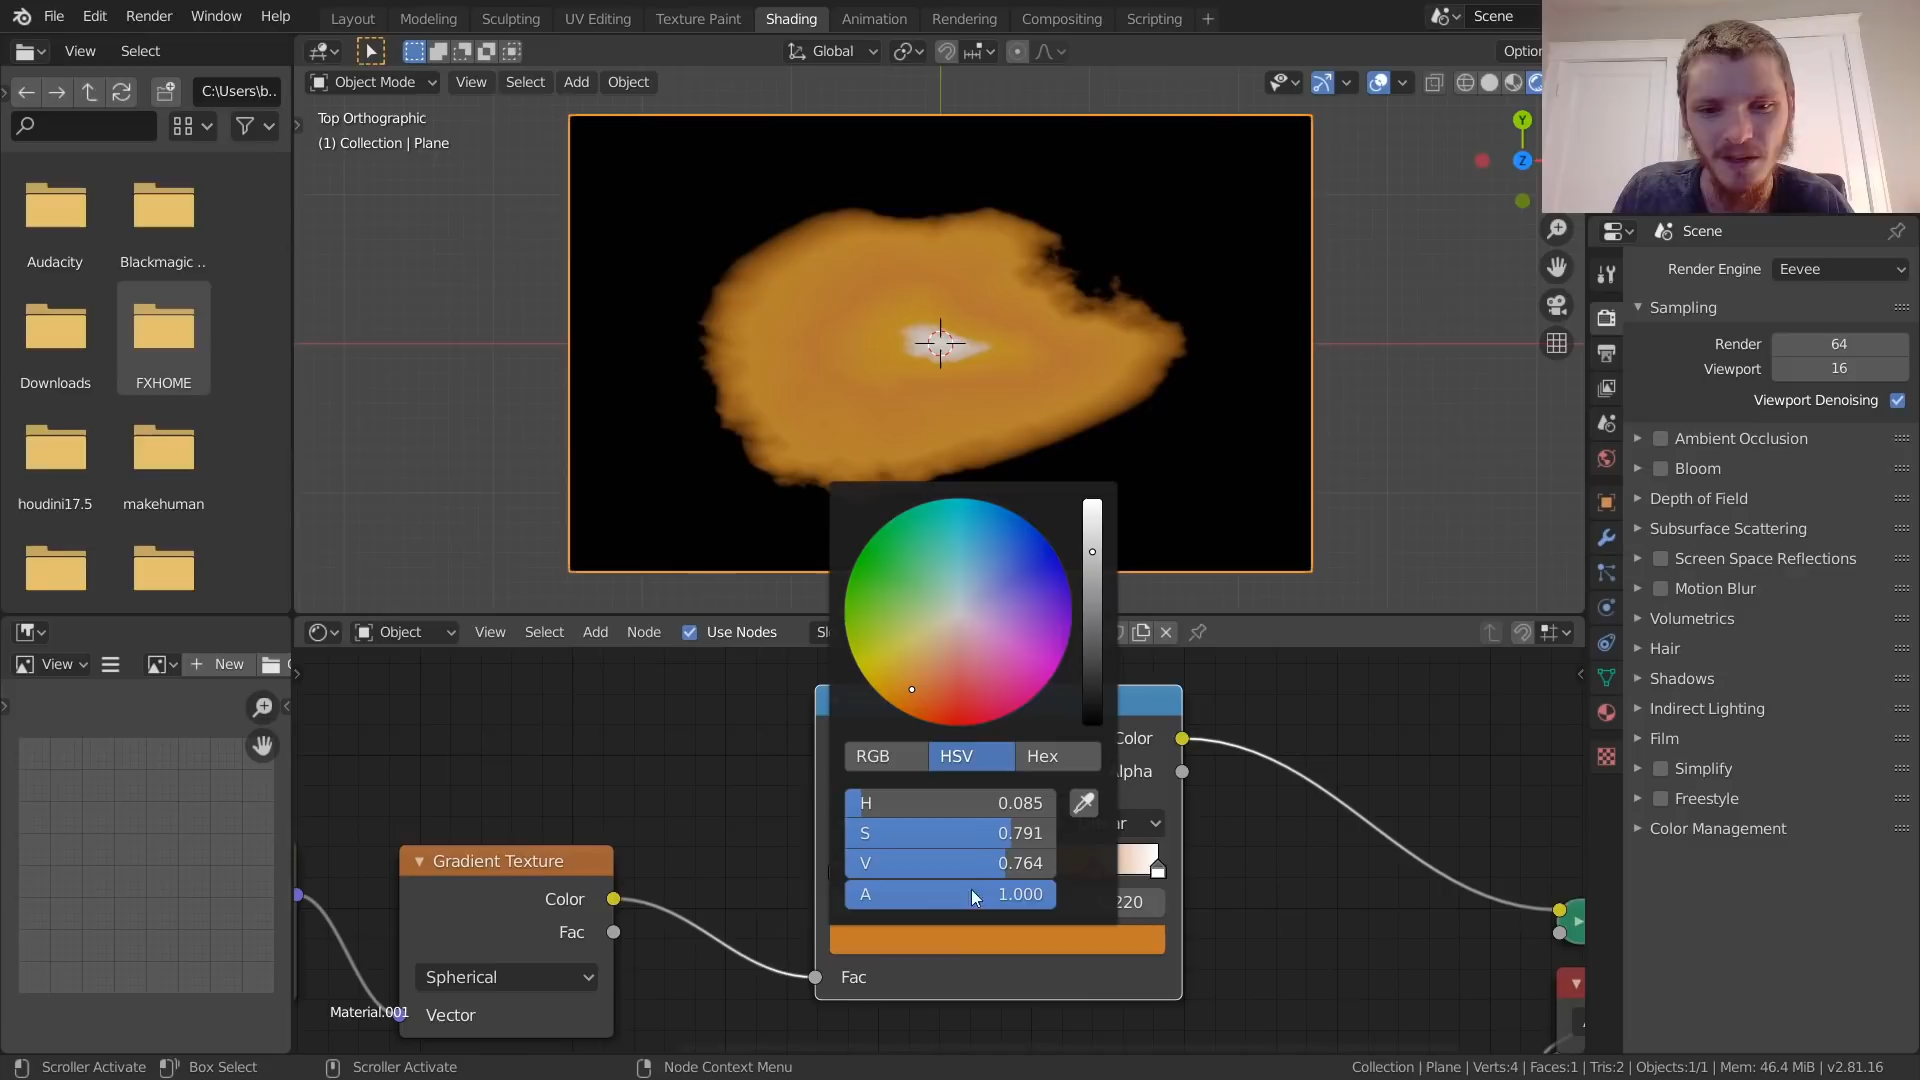 File Edit Render Window Help
Layout Modeling Sculpting UV Editing Texture Paint Shading Animation Rendering Compositing Scripting +
Scene
View Select
Global
Optio
C:\Users\b..
Object Mode View Select Add Object
Top Orthographic
(1) Collection | Plane
Y
Z
Audacity
Blackmagic ..
Downloads
FXHOME
houdini17.5
makehuman
Scene
Render Engine Eevee
Sampling
Render 64
Viewport 16
Viewport Denoising
Ambient Occlusion
Bloom
Depth of Field
Subsurface Scattering
Screen Space Reflections
Motion Blur
Volumetrics
Hair
Shadows
Indirect Lighting
Film
Simplify
Freestyle
Color Management
Object View Select Add Node Use Nodes Sl
View New
Color
lpha
RGB HSV Hex
H 0.085
S 0.791
V 0.764
A 1.000
ar
220
Fac
Gradient Texture
Color
Fac
Spherical
Vector
Material.001
Scroller Activate Box Select Scroller Activate Node Context Menu
Collection | Plane | Verts:4 | Faces:1 | Tris:2 | Objects:1/1 | Mem: 46.4 MiB | v2.81.16